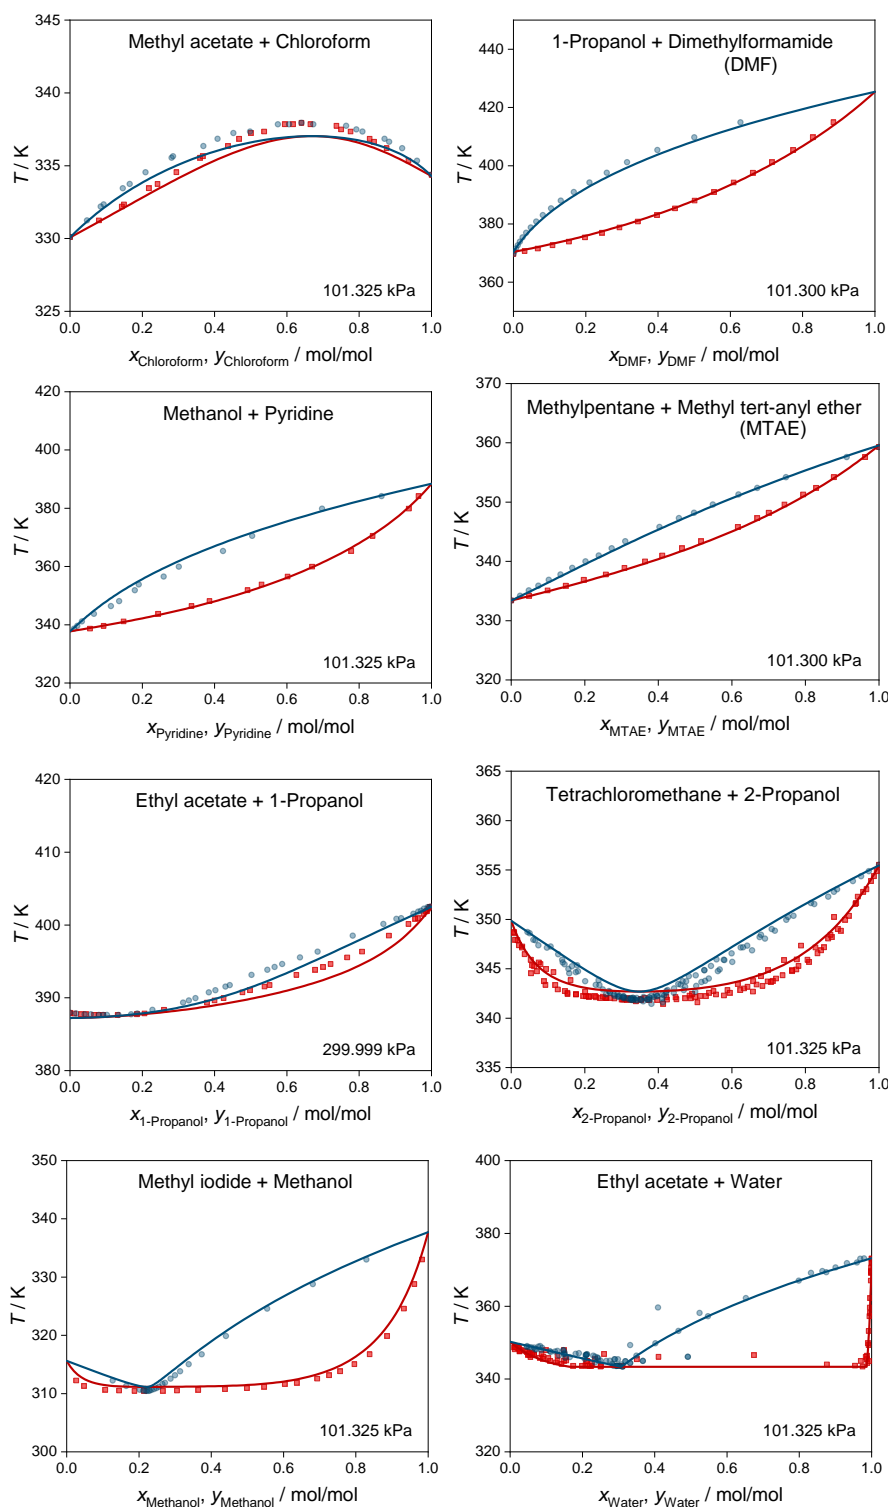 Methyl acetate + Chloroform
T / K
345
340
335
330
325
101.325 kPa
0.0 0.2 0.4 0.6 0.8 1.0
xChloroform, yChloroform / mol/mol
1-Propanol + Dimethylformamide
(DMF)
T / K
440
420
400
380
360
101.300 kPa
0.0 0.2 0.4 0.6 0.8 1.0
xDMF, yDMF / mol/mol
Methanol + Pyridine
T / K
420
400
380
360
340
320
101.325 kPa
0.0 0.2 0.4 0.6 0.8 1.0
xPyridine, yPyridine / mol/mol
Methylpentane + Methyl tert-anyl ether
(MTAE)
T / K
370
360
350
340
330
320
101.300 kPa
0.0 0.2 0.4 0.6 0.8 1.0
xMTAE, yMTAE / mol/mol
Ethyl acetate + 1-Propanol
T / K
420
410
400
390
380
299.999 kPa
0.0 0.2 0.4 0.6 0.8 1.0
x1-Propanol, y1-Propanol / mol/mol
Tetrachloromethane + 2-Propanol
T / K
365
360
355
350
345
340
335
101.325 kPa
0.0 0.2 0.4 0.6 0.8 1.0
x2-Propanol, y2-Propanol / mol/mol
Methyl iodide + Methanol
T / K
350
340
330
320
310
300
101.325 kPa
0.0 0.2 0.4 0.6 0.8 1.0
xMethanol, yMethanol / mol/mol
Ethyl acetate + Water
T / K
400
380
360
340
320
101.325 kPa
0.0 0.2 0.4 0.6 0.8 1.0
xWater, yWater / mol/mol